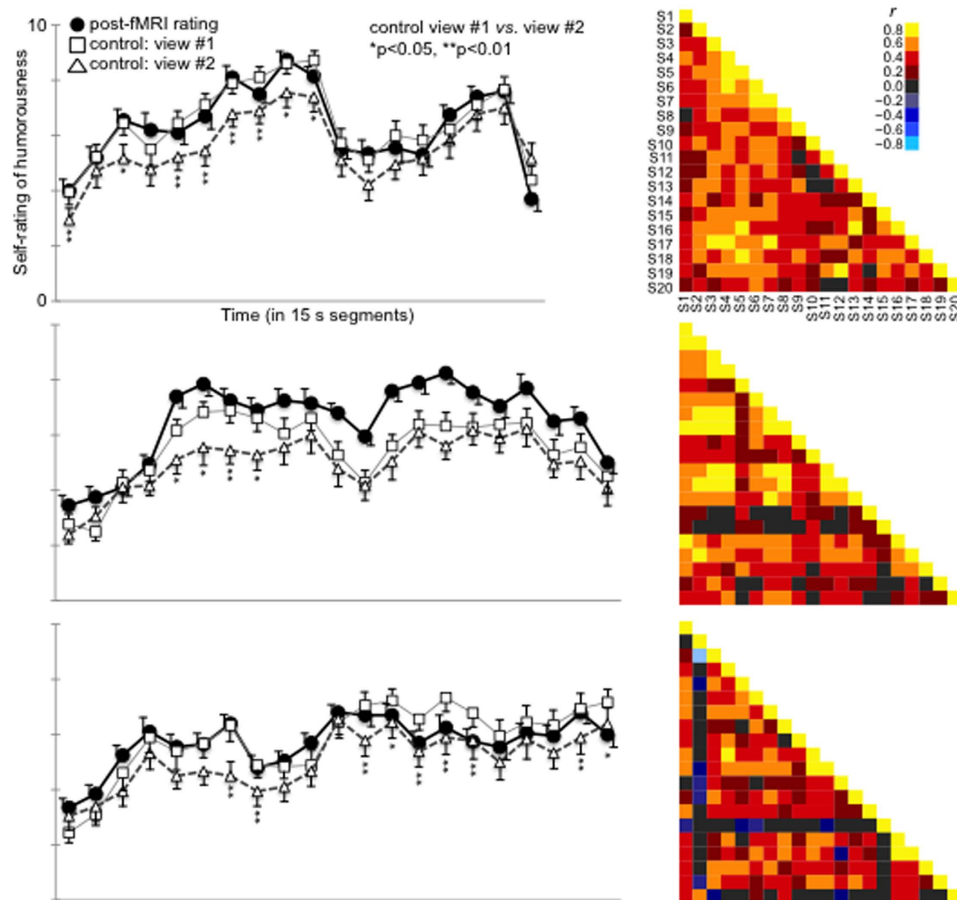 10
post-fMRI rating
control: view #1
control: view #2
control view #1 vs. view #2
*p<0.05, **p<0.01
Self-rating of humorousness
0
Time (in 15 s segments)
* *
*
* *
* *
* *
* *
*
*
S1
S2
S3
S4
S5
S6
S7
S8
S9
S10
S11
S12
S13
S14
S15
S16
S17
S18
S19
S20
S1 S2 S3 S4 S5 S6 S7 S8 S9 S10 S11 S12 S13 S14 S15 S16 S17 S18 S19 S20
r
0.8
0.6
0.4
0.2
0.0
−0.2
−0.4
−0.6
−0.8